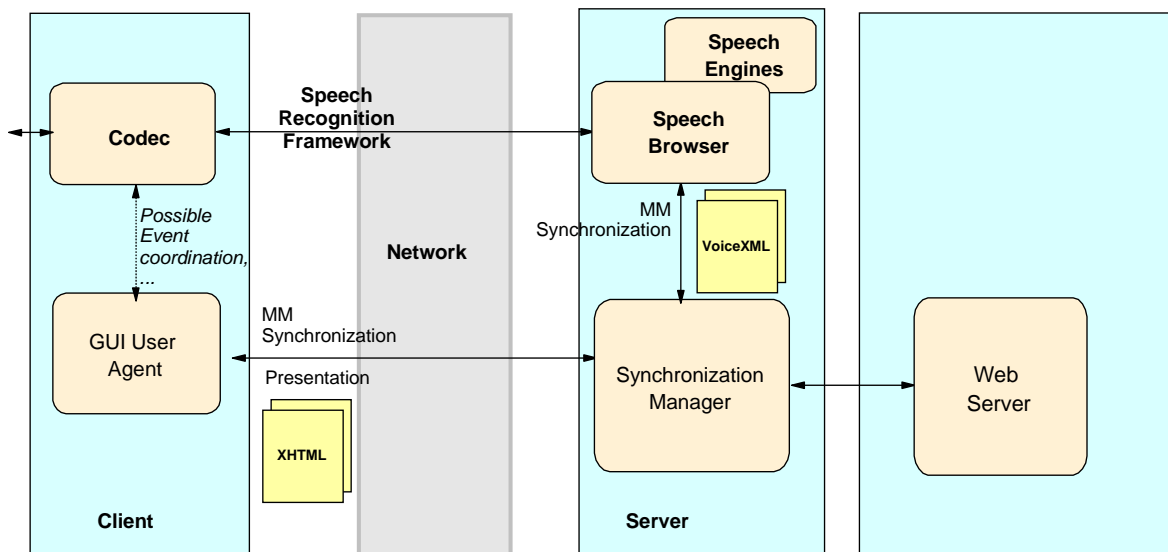 Speech
Engines
Codec
Speech
Recognition
Framework
Speech
Browser
Possible
Event
coordination,
...
Network
MM
Synchronization
VoiceXML
GUI User
Agent
MM
Synchronization
Presentation
XHTML
Synchronization
Manager
Web
Server
Client
Server